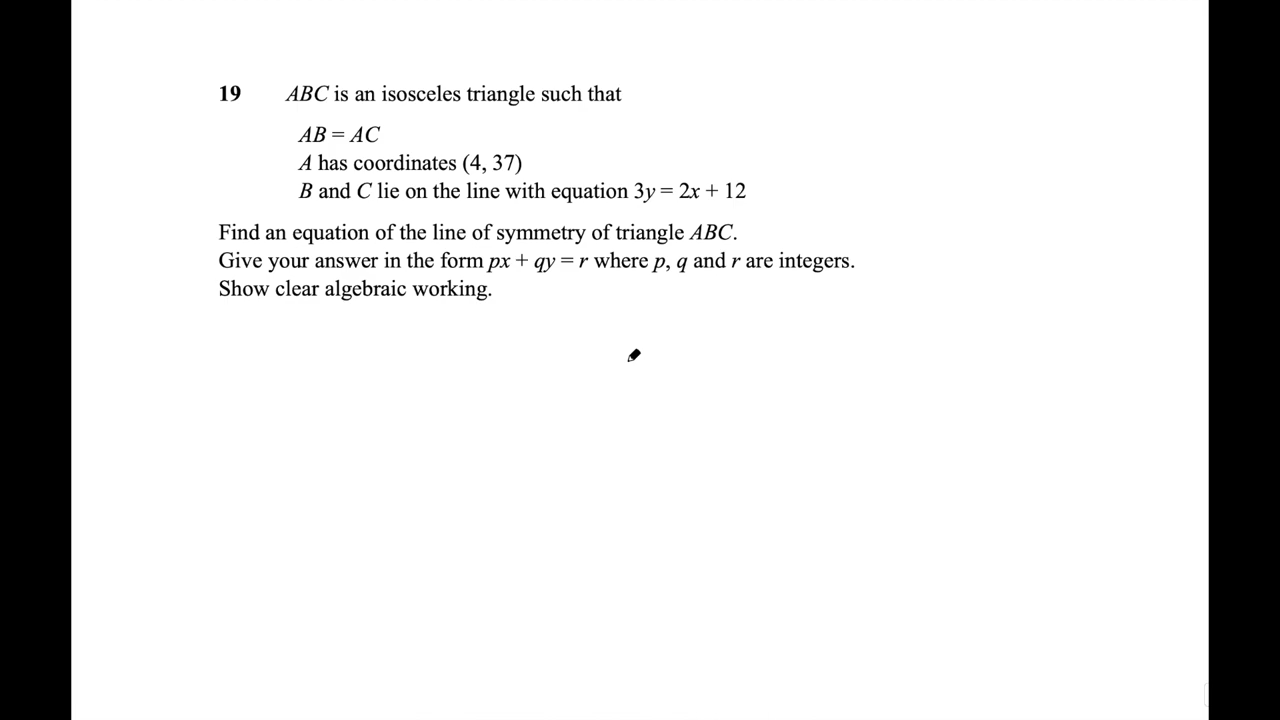 19 ABC is an isosceles triangle such that
AB = AC
A has coordinates (4, 37)
B and C lie on the line with equation 3y = 2x + 12
Find an equation of the line of symmetry of triangle ABC.
Give your answer in the form px + qy = r where p, q and r are integers.
Show clear algebraic working.